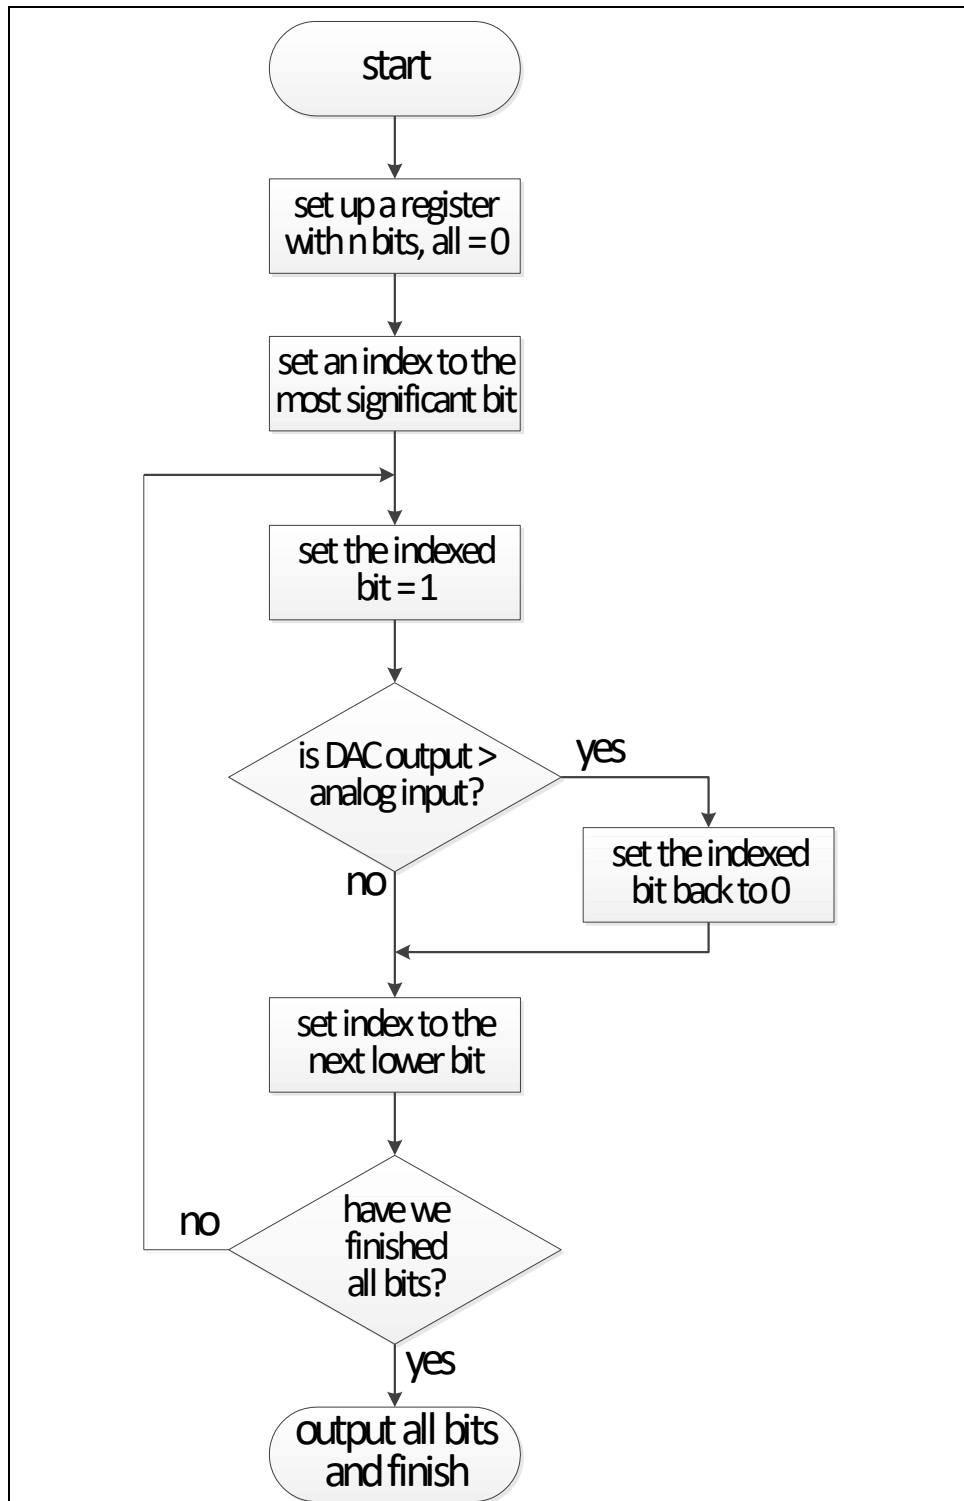 start
set up a register
with n bits, all = 0
set an index to the
most significant bit
set the indexed
bit = 1
is DAC output >
analog input?
yes
set the indexed
bit back to 0
no
set index to the
next lower bit
have we
finished
all bits?
no
yes
output all bits
and finish